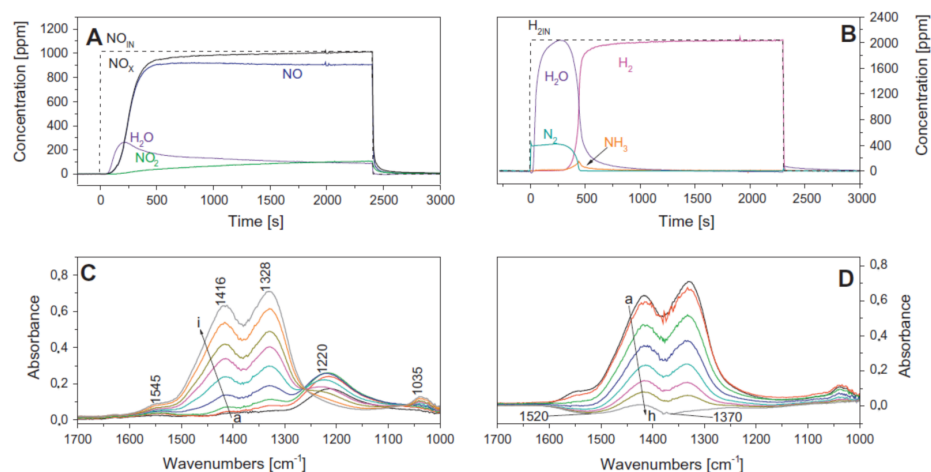 A
NO_IN
NO_X
NO
H₂O
NO₂
Concentration [ppm]
1200
1000
800
600
400
200
0
0 500 1000 1500 2000 2500 3000
Time [s]
B
H_2IN
H₂O
H₂
N₂
NH₃
2400
2000
1600
1200
800
400
0
Concentration [ppm]
0 500 1000 1500 2000 2500 3000
Time [s]
C
1416
1328
i
1220
1545
1035
a
Absorbance
0,8
0,6
0,4
0,2
0,0
1700 1600 1500 1400 1300 1200 1100 1000
Wavenumbers [cm⁻¹]
D
a
1520
h
1370
Absorbance
0,8
0,6
0,4
0,2
0,0
1700 1600 1500 1400 1300 1200 1100 1000
Wavenumbers [cm⁻¹]